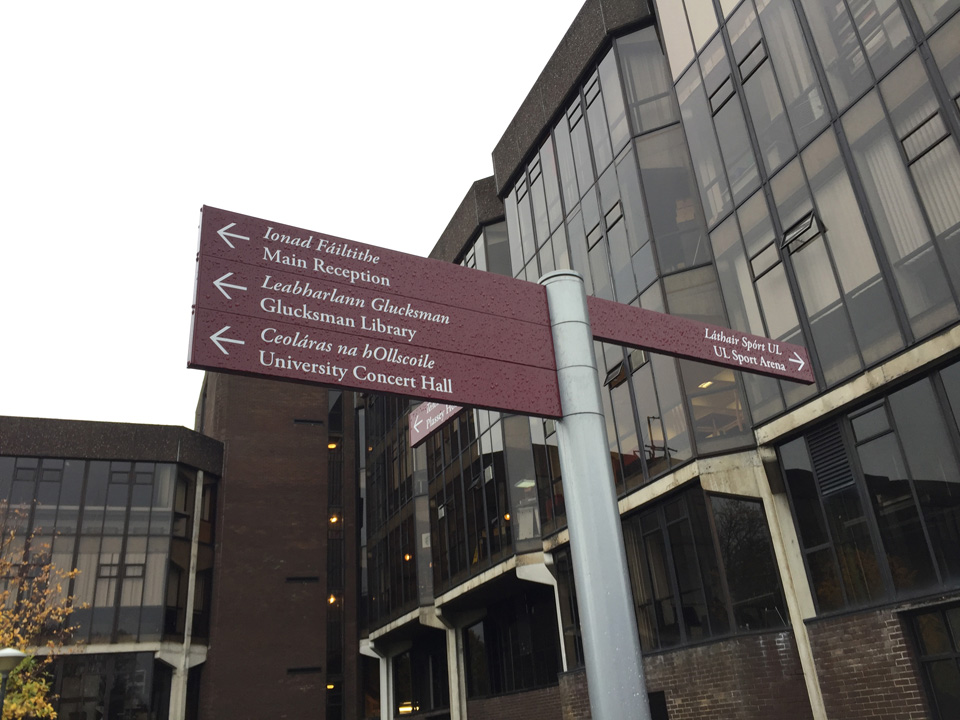 Ionad Fáiltithe
Main Reception
Leabharlann Glucksman
Glucksman Library
Ceoláras na hOllscoile
University Concert Hall
Láthair Spórt UL
UL Sport Arena
Plassey